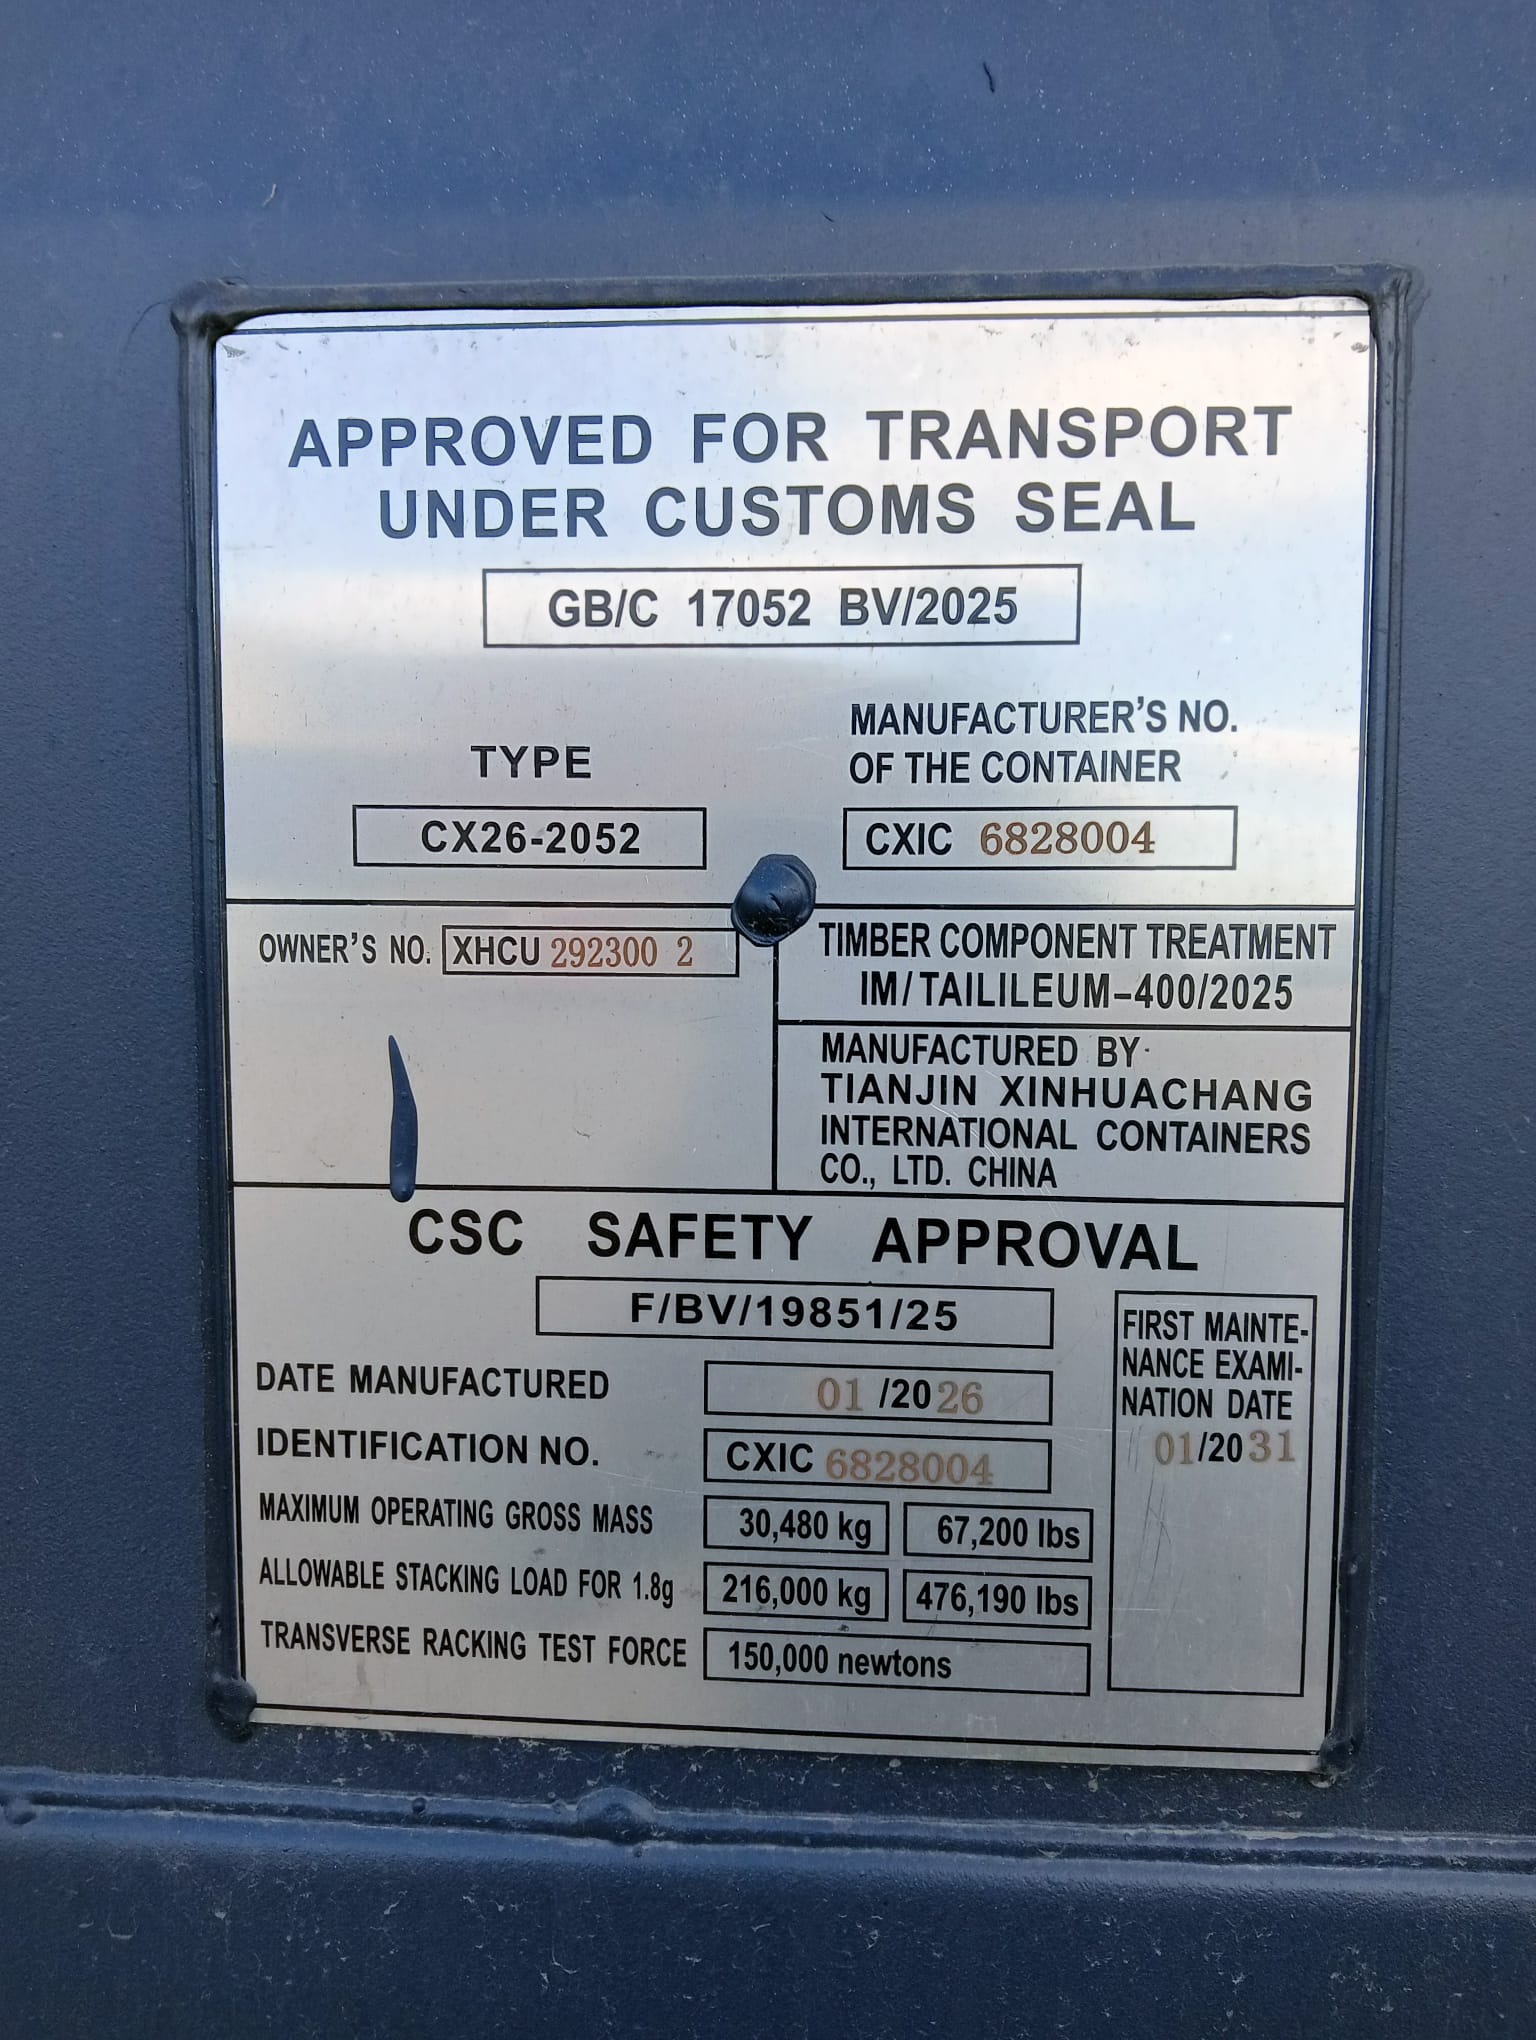 APPROVED FOR TRANSPORT
UNDER CUSTOMS SEAL
GB/C 17052 BV/2025
TYPE
CX26-2052
MANUFACTURER'S NO.
OF THE CONTAINER
CXIC 6828004
OWNER'S NO. XHCU 292300 2
TIMBER COMPONENT TREATMENT
IM/TAILILEUM-400/2025
MANUFACTURED BY
TIANJIN XINHUACHANG
INTERNATIONAL CONTAINERS
CO., LTD. CHINA
CSC SAFETY APPROVAL
F/BV/19851/25
DATE MANUFACTURED 01/2026
IDENTIFICATION NO. CXIC 6828004
MAXIMUM OPERATING GROSS MASS 30,480 kg 67,200 lbs
ALLOWABLE STACKING LOAD FOR 1.8g 216,000 kg 476,190 lbs
TRANSVERSE RACKING TEST FORCE 150,000 newtons
FIRST MAINTE-
NANCE EXAMI-
NATION DATE
01/2031